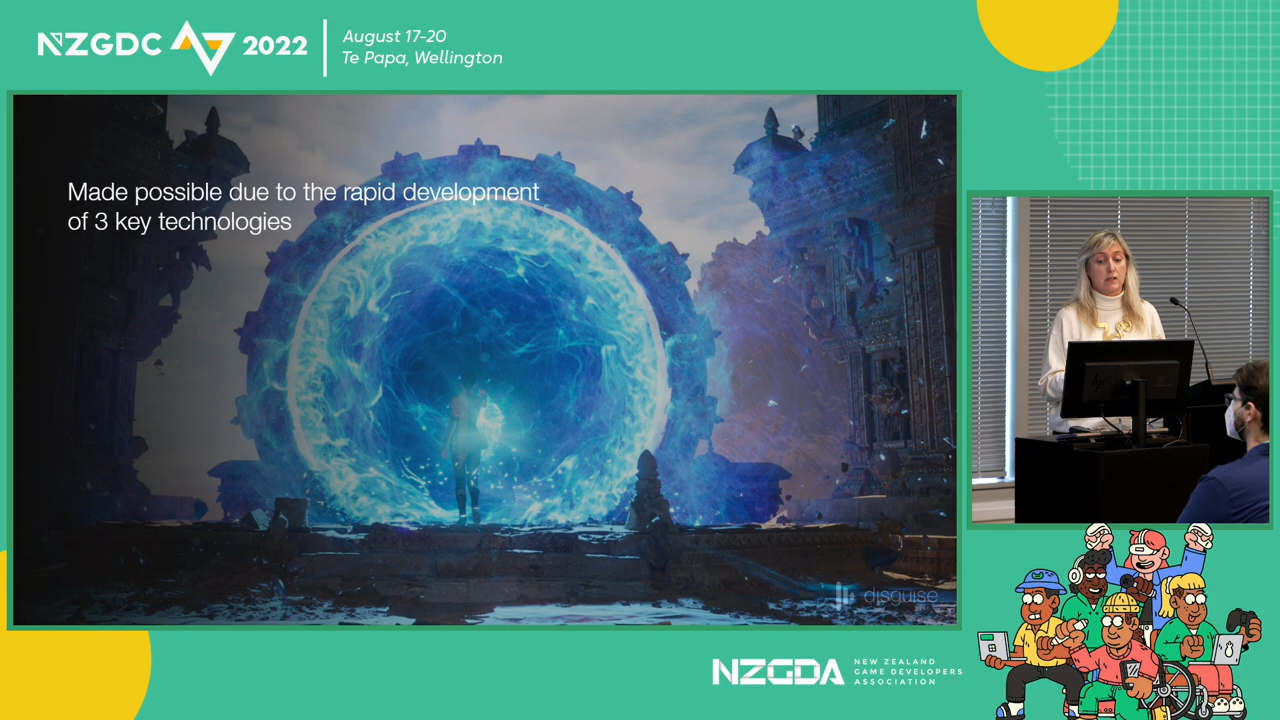 NZGDC 2022
August 17-20
Te Papa, Wellington
Made possible due to the rapid development
of 3 key technologies
disguise
hp
NZGDA
NEW ZEALAND
GAME DEVELOPERS
ASSOCIATION